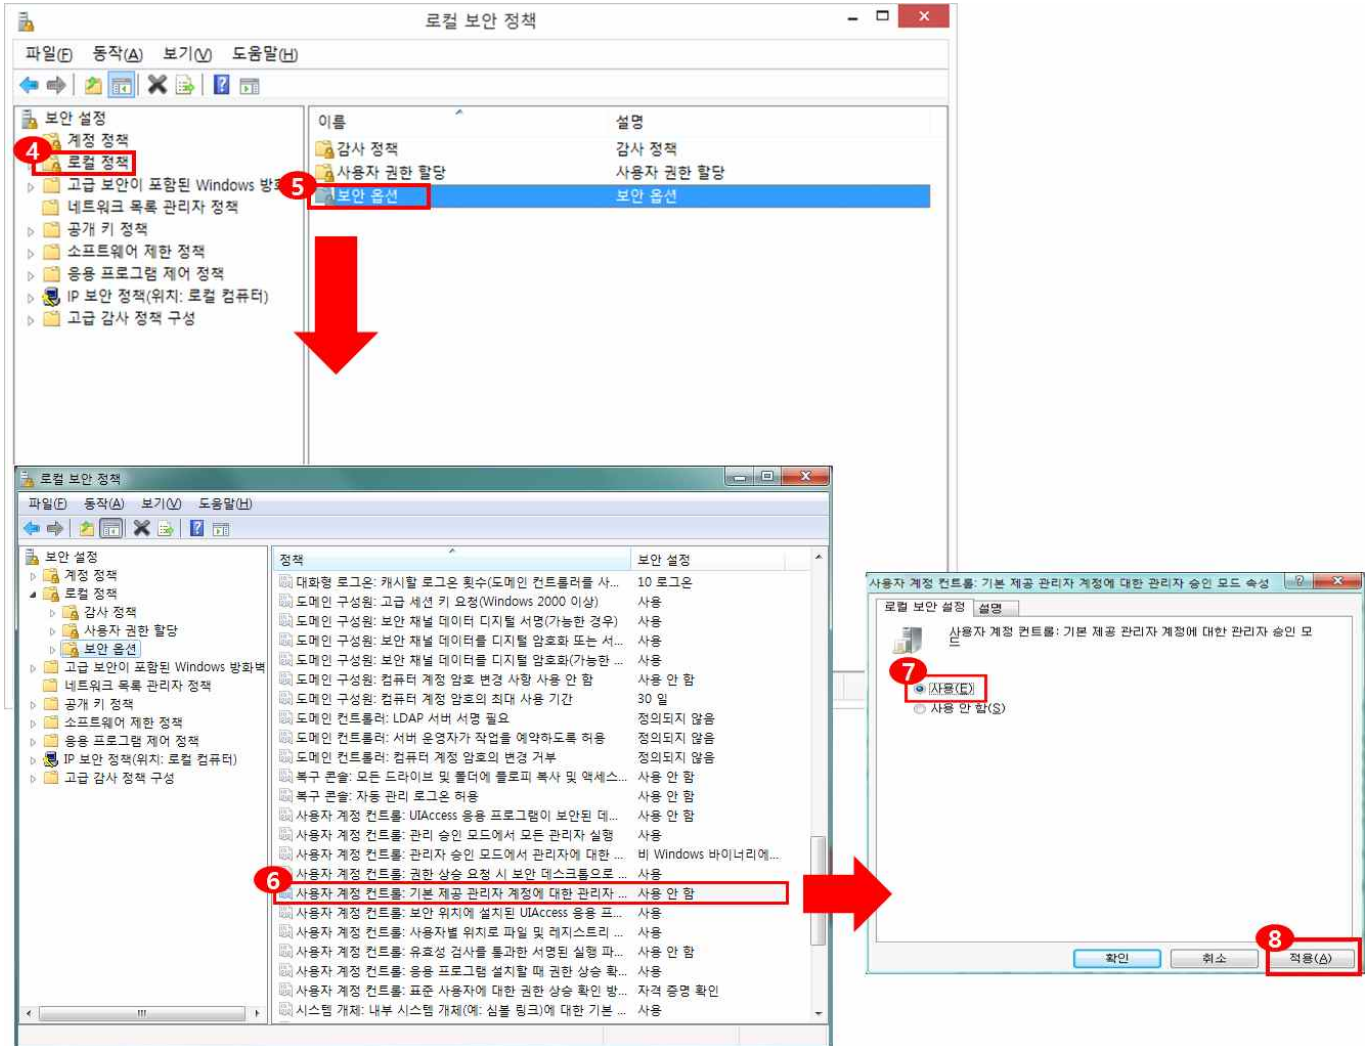 로컬 보안 정책
파일(F) 동작(A) 보기(V) 도움말(H)
보안 설정
계정 정책
4
로컬 정책
고급 보안이 포함된 Windows 방화
네트워크 목록 관리자 정책
공개 키 정책
소프트웨어 제한 정책
응용 프로그램 제어 정책
IP 보안 정책(위치: 로컬 컴퓨터)
고급 감사 정책 구성
이름 설명
감사 정책 감사 정책
사용자 권한 할당 사용자 권한 할당
5
보안 옵션 보안 옵션
로컬 보안 정책
파일(F) 동작(A) 보기(V) 도움말(H)
보안 설정
계정 정책
로컬 정책
감사 정책
사용자 권한 할당
보안 옵션
고급 보안이 포함된 Windows 방화벽
네트워크 목록 관리자 정책
공개 키 정책
소프트웨어 제한 정책
응용 프로그램 제어 정책
IP 보안 정책(위치: 로컬 컴퓨터)
고급 감사 정책 구성
정책 보안 설정
대화형 로그온: 캐시할 로그온 횟수(도메인 컨트롤러를 사... 10 로그온
도메인 구성원: 고급 세션 키 요청(Windows 2000 이상) 사용
도메인 구성원: 보안 채널 데이터 디지털 서명(가능한 경우) 사용
도메인 구성원: 보안 채널 데이터를 디지털 암호화 또는 서... 사용
도메인 구성원: 보안 채널 데이터를 디지털 암호화(가능한 ... 사용
도메인 구성원: 컴퓨터 계정 암호 변경 사항 사용 안 함 사용 안 함
도메인 구성원: 컴퓨터 계정 암호의 최대 사용 기간 30 일
도메인 컨트롤러: LDAP 서버 서명 필요 정의되지 않음
도메인 컨트롤러: 서버 운영자가 작업을 예약하도록 허용 정의되지 않음
도메인 컨트롤러: 컴퓨터 계정 암호의 변경 거부 정의되지 않음
복구 콘솔: 모든 드라이브 및 폴더에 플로피 복사 및 액세스... 사용 안 함
복구 콘솔: 자동 관리 로그온 허용 사용 안 함
사용자 계정 컨트롤: UIAccess 응용 프로그램이 보안된 데... 사용 안 함
사용자 계정 컨트롤: 관리 승인 모드에서 모든 관리자 실행 사용
사용자 계정 컨트롤: 관리자 승인 모드에서 관리자에 대한 ... 비 Windows 바이너리에...
사용자 계정 컨트롤: 권한 상승 요청 시 보안 데스크톱으로 ... 사용
6
사용자 계정 컨트롤: 기본 제공 관리자 계정에 대한 관리자 ... 사용 안 함
사용자 계정 컨트롤: 보안 위치에 설치된 UIAccess 응용 프... 사용
사용자 계정 컨트롤: 사용자별 위치로 파일 및 레지스트리 ... 사용
사용자 계정 컨트롤: 유효성 검사를 통과한 서명된 실행 파... 사용 안 함
사용자 계정 컨트롤: 응용 프로그램 설치할 때 권한 상승 확... 사용
사용자 계정 컨트롤: 표준 사용자에 대한 권한 상승 확인 방... 자격 증명 확인
시스템 개체: 내부 시스템 개체(예: 심볼 링크)에 대한 기본 ... 사용
사용자 계정 컨트롤: 기본 제공 관리자 계정에 대한 관리자 승인 모드 속성
로컬 보안 설정 설명
사용자 계정 컨트롤: 기본 제공 관리자 계정에 대한 관리자 승인 모
드
7
사용(E)
사용 안 함(S)
8
확인 취소 적용(A)